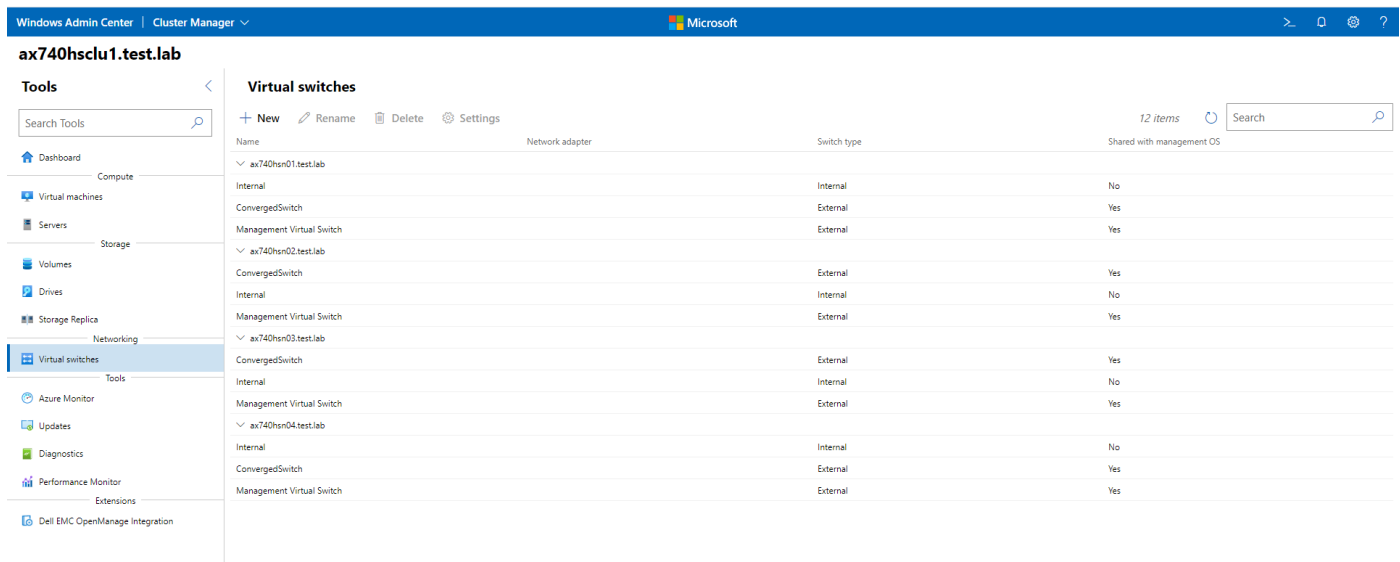 Windows Admin Center | Cluster Manager
Microsoft
?
ax740hsclu1.test.lab
Tools
Search Tools
Dashboard
Compute
Virtual machines
Servers
Storage
Volumes
Drives
Storage Replica
Networking
Virtual switches
Tools
Azure Monitor
Updates
Diagnostics
Performance Monitor
Extensions
Dell EMC OpenManage Integration
Virtual switches
New Rename Delete Settings 12 items Search
Name Network adapter Switch type Shared with management OS
ax740hsn01.test.lab
Internal Internal No
ConvergedSwitch External Yes
Management Virtual Switch External Yes
ax740hsn02.test.lab
ConvergedSwitch External Yes
Internal Internal No
Management Virtual Switch External Yes
ax740hsn03.test.lab
ConvergedSwitch External Yes
Internal Internal No
Management Virtual Switch External Yes
ax740hsn04.test.lab
Internal Internal No
ConvergedSwitch External Yes
Management Virtual Switch External Yes